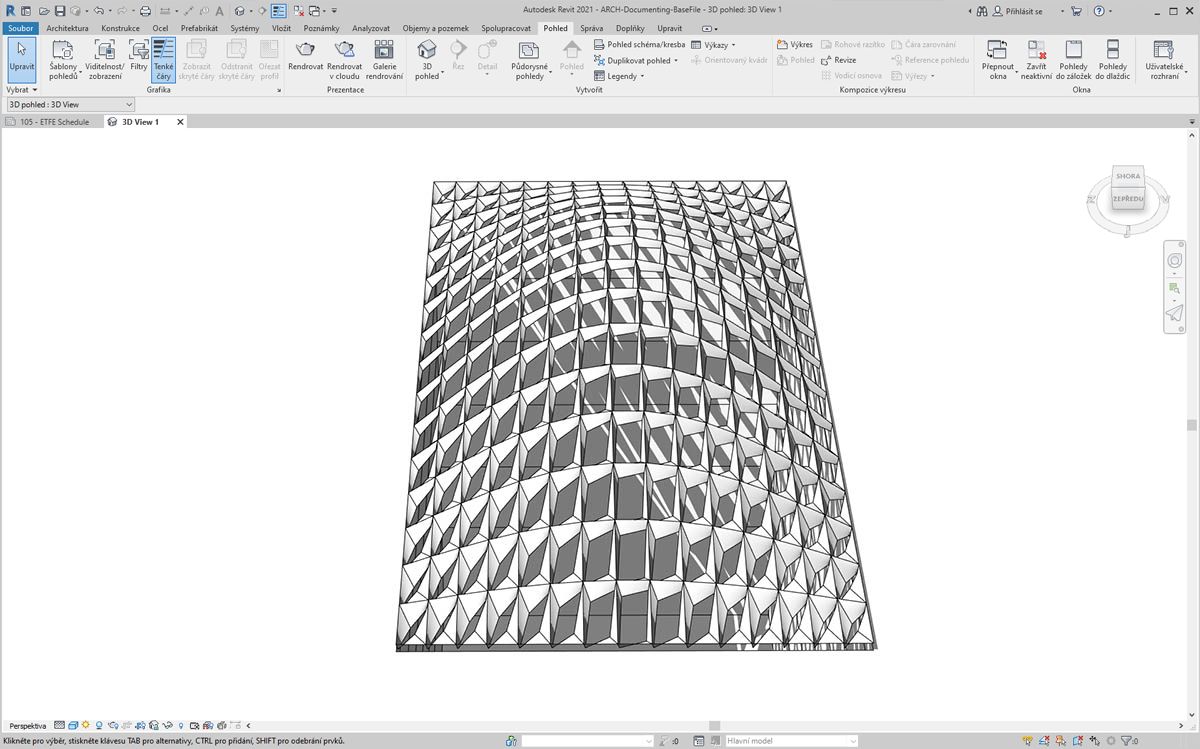 Autodesk Revit 2021 - ARCH-Documenting-BaseFile - 3D pohled: 3D View 1
Přihlásit se
Soubor Architektura Konstrukce Ocel Prefabrikát Systémy Vložit Poznámky Analyzovat Objemy a pozemek Spolupracovat Pohled Správa Doplňky Upravit
Upravit
Šablony pohledů
Viditelnost/ zobrazení
Filtry
Tenké čáry
Zobrazit skyté čáry
Odstranit skyté čáry
Ořezat profil
Rendrovat
Rendrovat v cloudu
Galerie rendrování
3D pohled
Řez
Detail
Půdorysné pohledy
Pohled
Pohled schéma/kresba
Duplikovat pohled
Legendy
Výkazy
Orientovaný kvádr
Výkres
Pohled
Rohové razítko
Revize
Vodicí osnova
Čára zarovnání
Reference pohledu
Výřezy
Přepnout okna
Zavřít neaktivní
Pohledy do záložek
Pohledy do dlaždic
Uživatelské rozhraní
Vybrat Grafika Prezentace Vytvořit Kompozice výkresu Okna
3D pohled : 3D View
105 - ETFE Schedule
3D View 1
SHORA
ZEPŘEDU
Z
V
J
Perspektiva
Klikněte pro výběr, stiskněte klávesu TAB pro alternativy, CTRL pro přidání, SHIFT pro odebrání prvků.
:0
Hlavní model
:0